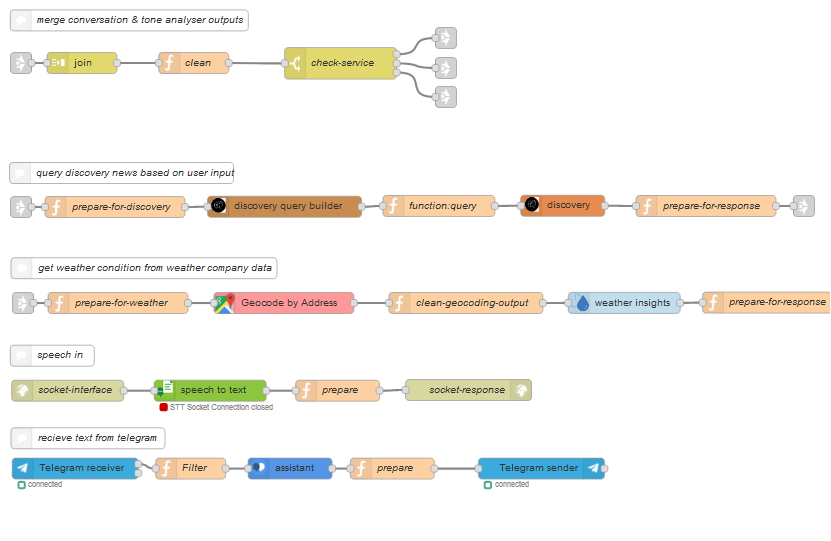 merge conversation & tone analyser outputs
join
clean
check-service
query discovery news based on user input
prepare-for-discovery
discovery query builder
function:query
discovery
prepare-for-response
get weather condition from weather company data
prepare-for-weather
Geocode by Address
clean-geocoding-output
weather insights
prepare-for-response
speech in
socket-interface
speech to text
prepare
socket-response
STT Socket Connection closed
recieve text from telegram
Telegram receiver
Filter
assistant
prepare
Telegram sender
connected
connected